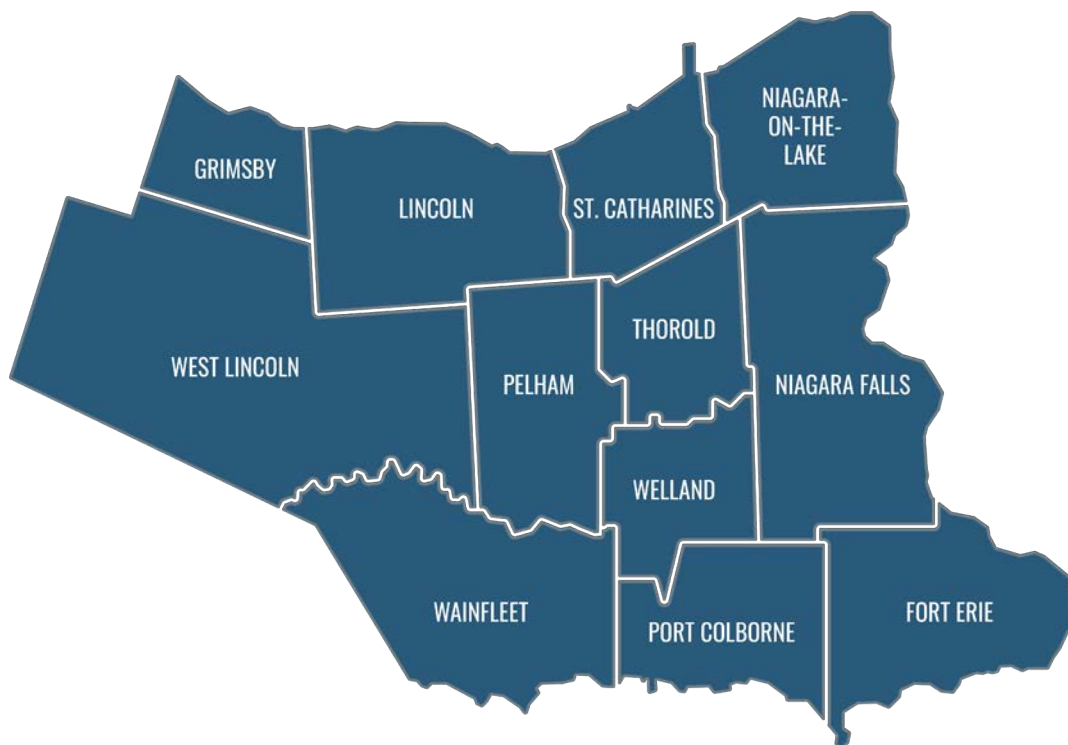 NIAGARA-
ON-THE-
LAKE
GRIMSBY
LINCOLN
ST. CATHARINES
THOROLD
WEST LINCOLN
PELHAM
NIAGARA FALLS
WELLAND
WAINFLEET
PORT COLBORNE
FORT ERIE